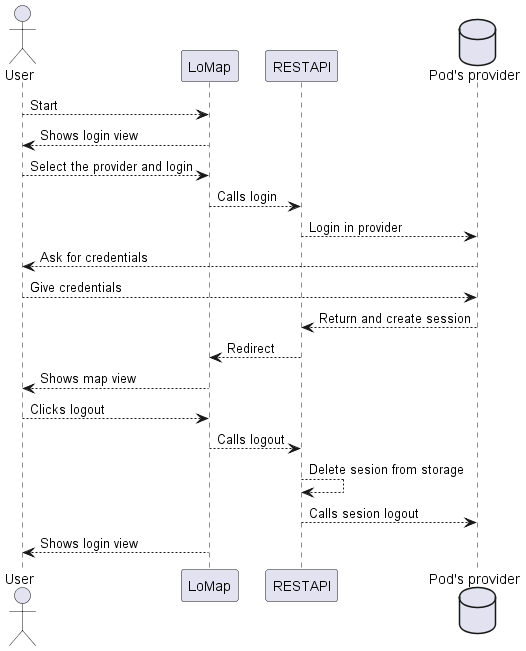 User
LoMap
RESTAPI
Pod's provider
Start
Shows login view
Select the provider and login
Calls login
Login in provider
Ask for credentials
Give credentials
Return and create session
Redirect
Shows map view
Clicks logout
Calls logout
Delete sesion from storage
Calls sesion logout
Shows login view
User
LoMap
RESTAPI
Pod's provider